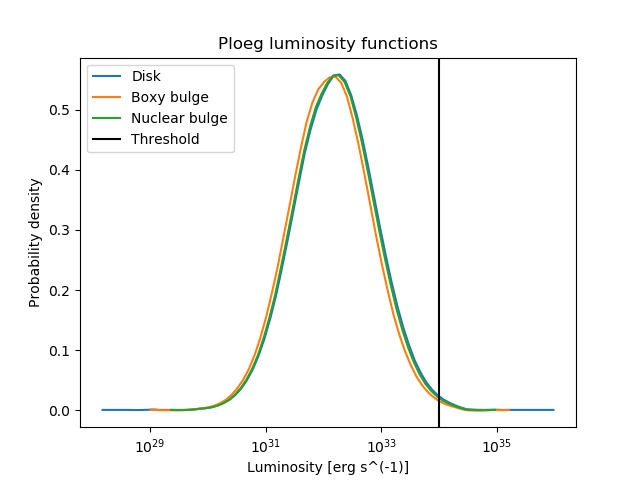 Ploeg luminosity functions
Disk
Boxy bulge
Nuclear bulge
Threshold
Probability density
0.5
0.4
0.3
0.2
0.1
0.0
10^29 10^31 10^33 10^35
Luminosity [erg s^(-1)]